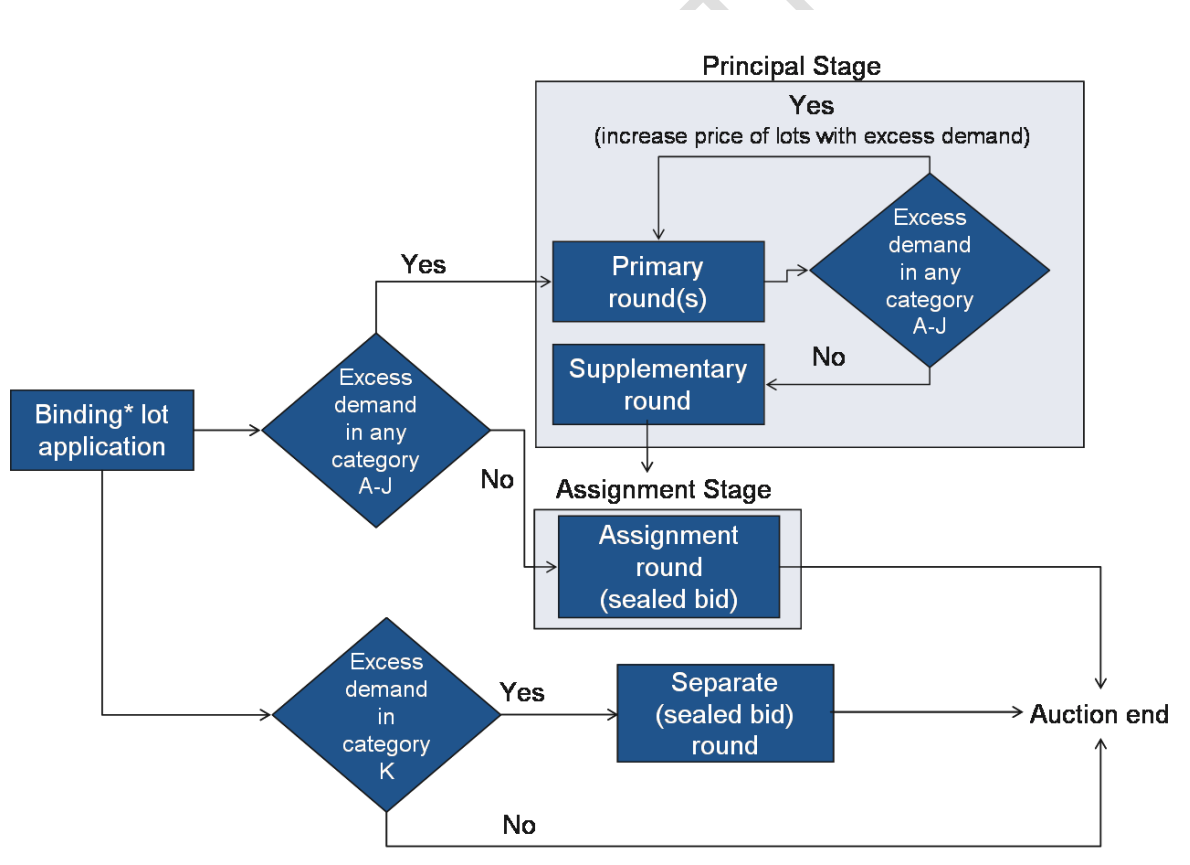 Principal Stage
Yes
(increase price of lots with excess demand)
Excess
demand
in any
category
A-J
Primary
round(s)
Yes
No
Supplementary
round
Excess
demand
in any
category
A-J
Binding* lot
application
No
Assignment Stage
Assignment
round
(sealed bid)
Excess
demand
in
category
K
Yes
Separate
(sealed bid)
round
Auction end
No